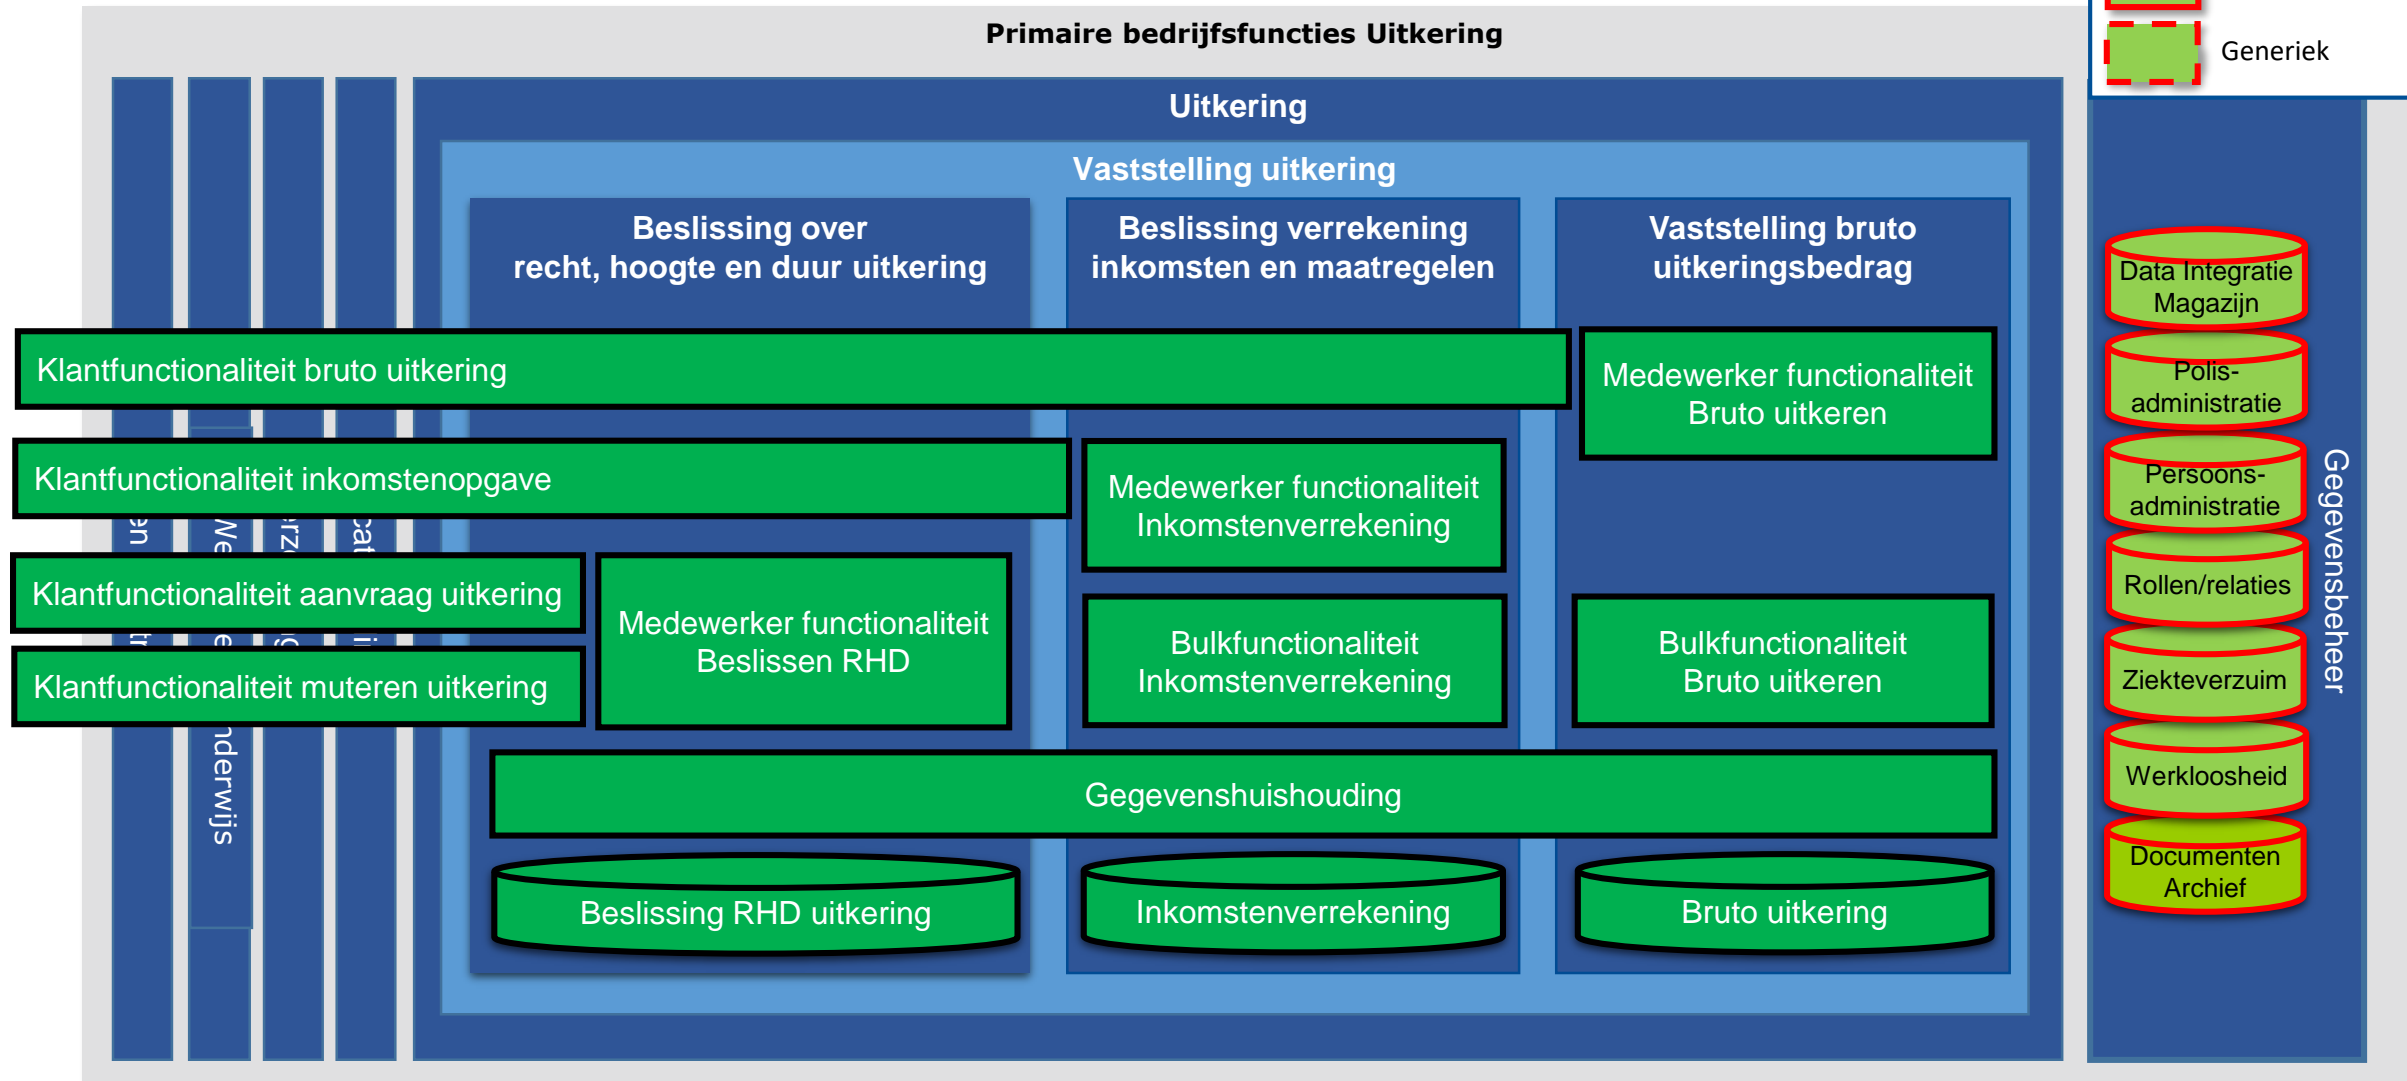 Primaire bedrijfsfuncties Uitkering
Generiek
Uitkering
Vaststelling uitkering
Beslissing over
recht, hoogte en duur uitkering
Beslissing verrekening
inkomsten en maatregelen
Vaststelling bruto
uitkeringsbedrag
Klantfunctionaliteit bruto uitkering
Medewerker functionaliteit
Bruto uitkeren
Klantfunctionaliteit inkomstenopgave
Medewerker functionaliteit
Inkomstenverrekening
Klantfunctionaliteit aanvraag uitkering
Medewerker functionaliteit
Beslissen RHD
Klantfunctionaliteit muteren uitkering
Bulkfunctionaliteit
Inkomstenverrekening
Bulkfunctionaliteit
Bruto uitkeren
Gegevenshuishouding
Beslissing RHD uitkering
Inkomstenverrekening
Bruto uitkering
Data Integratie
Magazijn
Polis-
administratie
Persoons-
administratie
Rollen/relaties
Ziekteverzuim
Werkloosheid
Documenten
Archief
Gegevensbeheer